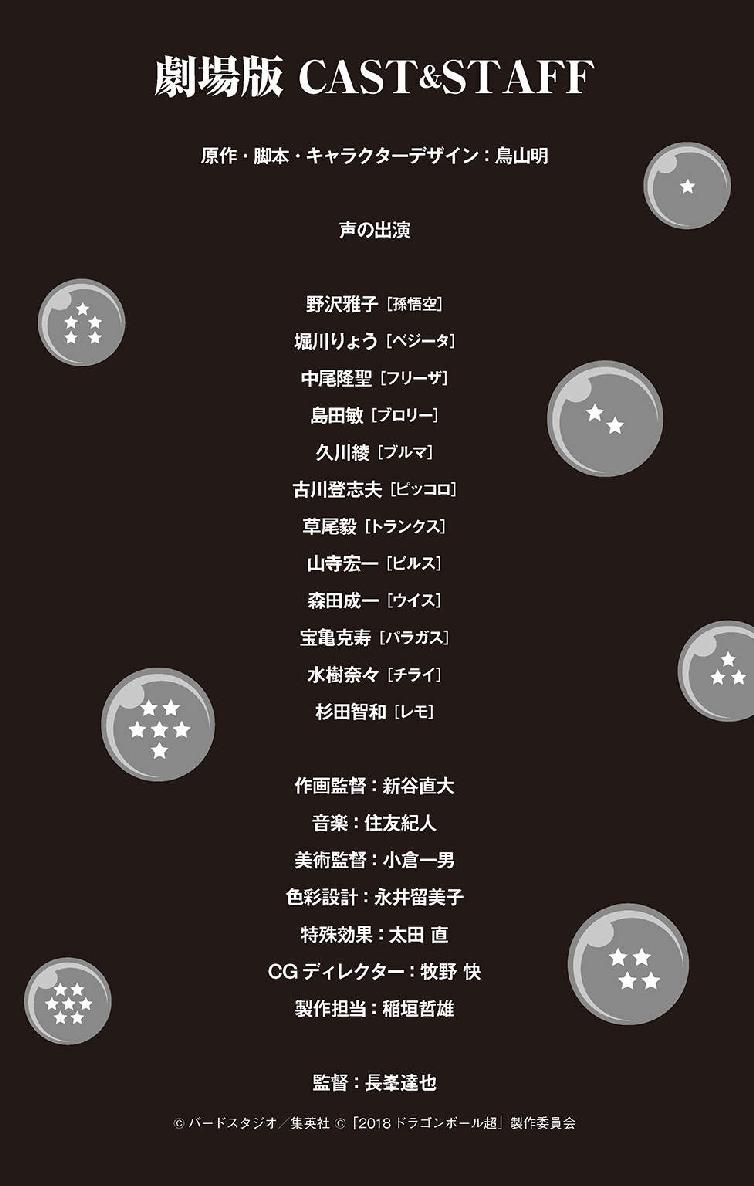 劇場版 CAST&STAFF
原作・脚本・キャラクターデザイン：鳥山明
声の出演
野沢雅子［孫悟空］
堀川りょう［ベジータ］
中尾隆聖［フリーザ］
島田敏［ブロリー］
久川綾［ブルマ］
古川登志夫［ピッコロ］
草尾毅［トランクス］
山寺宏一［ビルス］
森田成一［ウイス］
宝亀克寿［パラガス］
水樹奈々［チライ］
杉田智和［レモ］
作画監督：新谷直大
音楽：住友紀人
美術監督：小倉一男
色彩設計：永井留美子
特殊効果：太田 直
CGディレクター：牧野 快
製作担当：稲垣哲雄
監督：長峯達也
© バードスタジオ／集英社 ©「2018 ドラゴンボール超」製作委員会